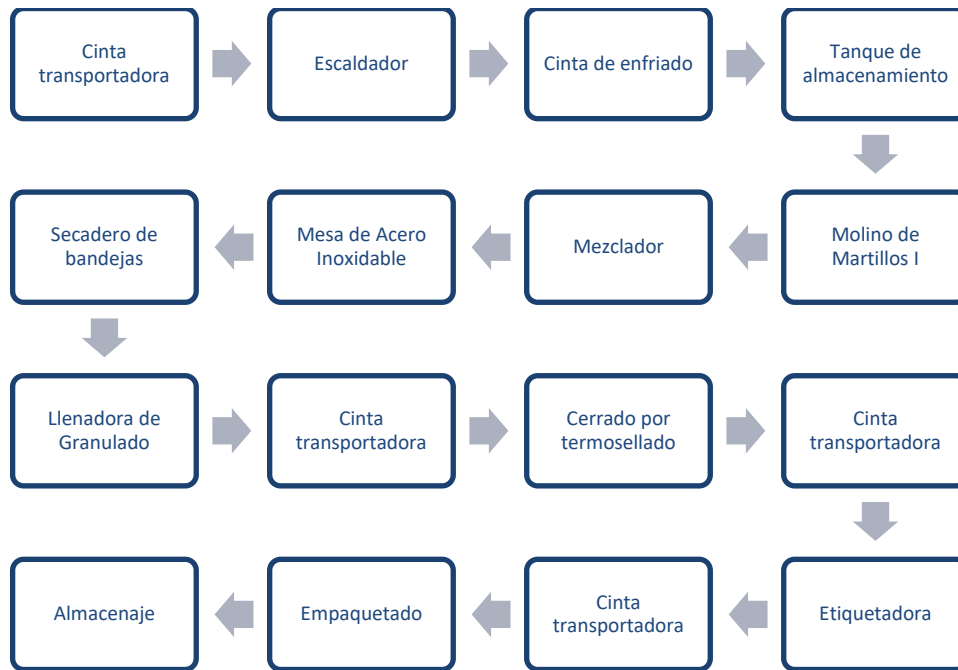 Cinta
transportadora
Escaldador
Cinta de enfriado
Tanque de
almacenamiento
Molino de
Martillos I
Mezclador
Mesa de Acero
Inoxidable
Secadero de
bandejas
Llenadora de
Granulado
Cinta
transportadora
Cerrado por
termosellado
Cinta
transportadora
Etiquetadora
Cinta
transportadora
Empaquetado
Almacenaje